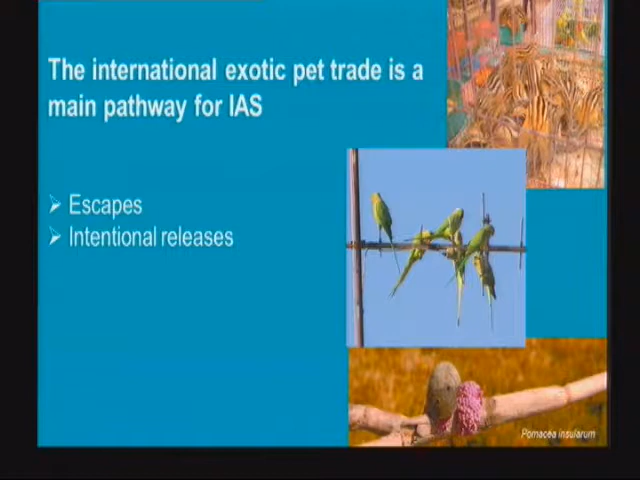 The international exotic pet trade is a
main pathway for IAS
Escapes
Intentional releases
Pomacea insularum